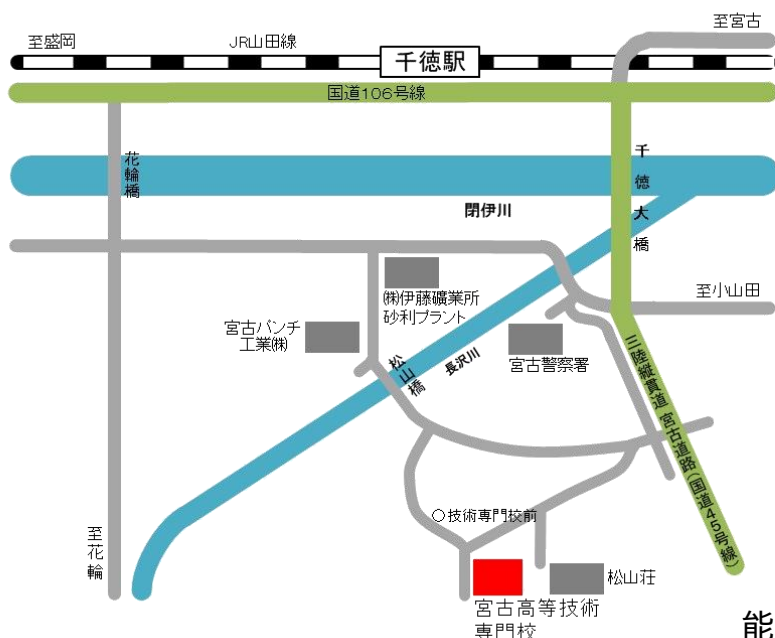 至宮古
至盛岡
JR山田線
千徳駅
国道106号線
花輪橋
千徳大橋
閉伊川
至小山田
㈱伊藤礦業所
砂利プラント
宮古パンチ
工業㈱
松山橋
長沢川
宮古警察署
三陸縦貫道 宮古道路(国道45号線)
技術専門校前
至花輪
松山荘
宮古高等技術
専門校
能